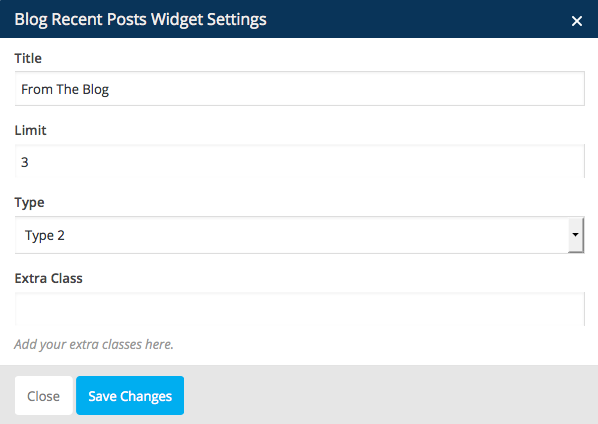 Blog Recent Posts Widget Settings
Title
From The Blog
Limit
3
Type
Type 2
Extra Class
Add your extra classes here.
Close Save Changes